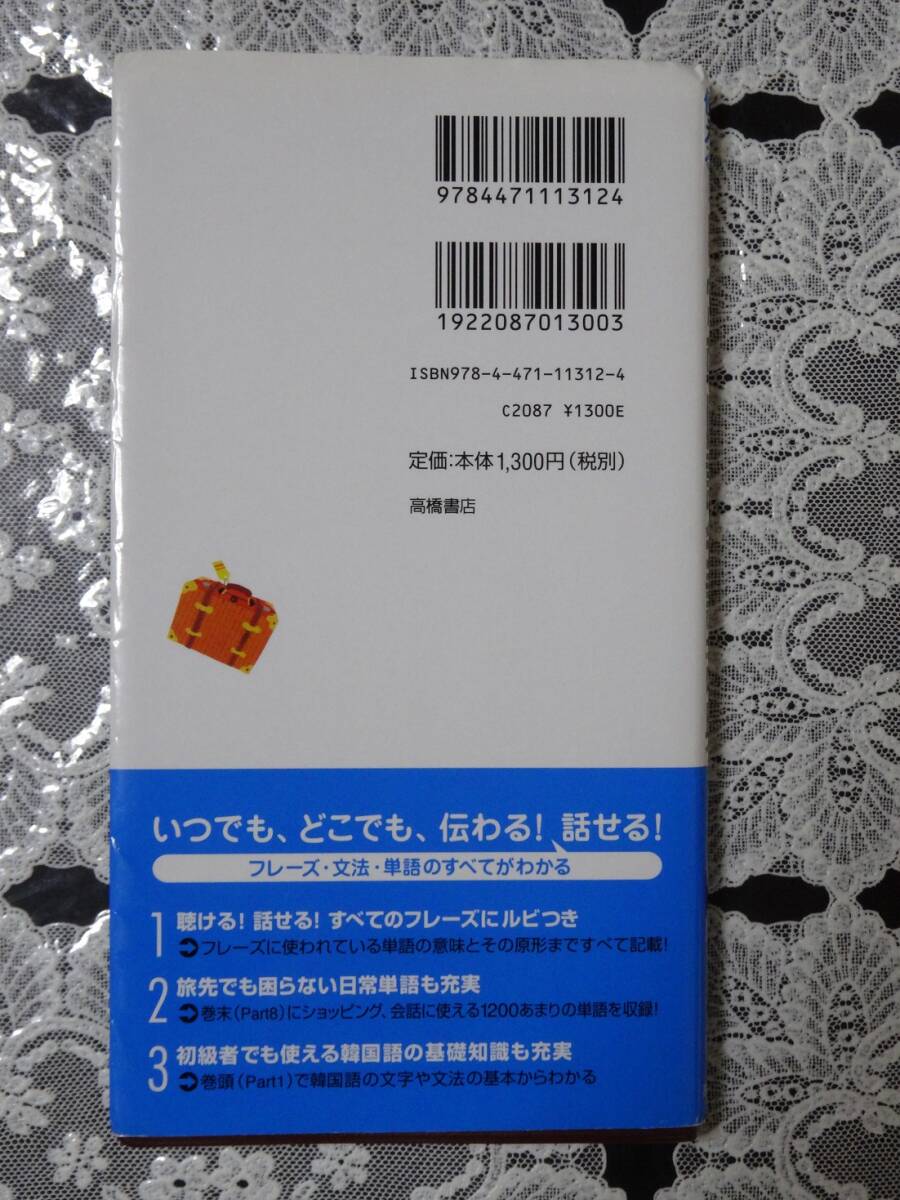 9784471113124
1922087013003
ISBN978-4-471-11312-4
C2087 ¥1300E
定価:本体1,300円(税別)
高橋書店
いつでも、どこでも、伝わる! 話せる!
フレーズ・文法・単語のすべてがわかる
1 聴ける! 話せる! すべてのフレーズにルビつき
フレーズに使われている単語の意味とその原形まですべて記載!
2 旅先でも困らない日常単語も充実
巻末(Part8)にショッピング、会話に使える1200あまりの単語を収録!
3 初級者でも使える韓国語の基礎知識も充実
巻頭(Part1)で韓国語の文字や文法の基本からわかる